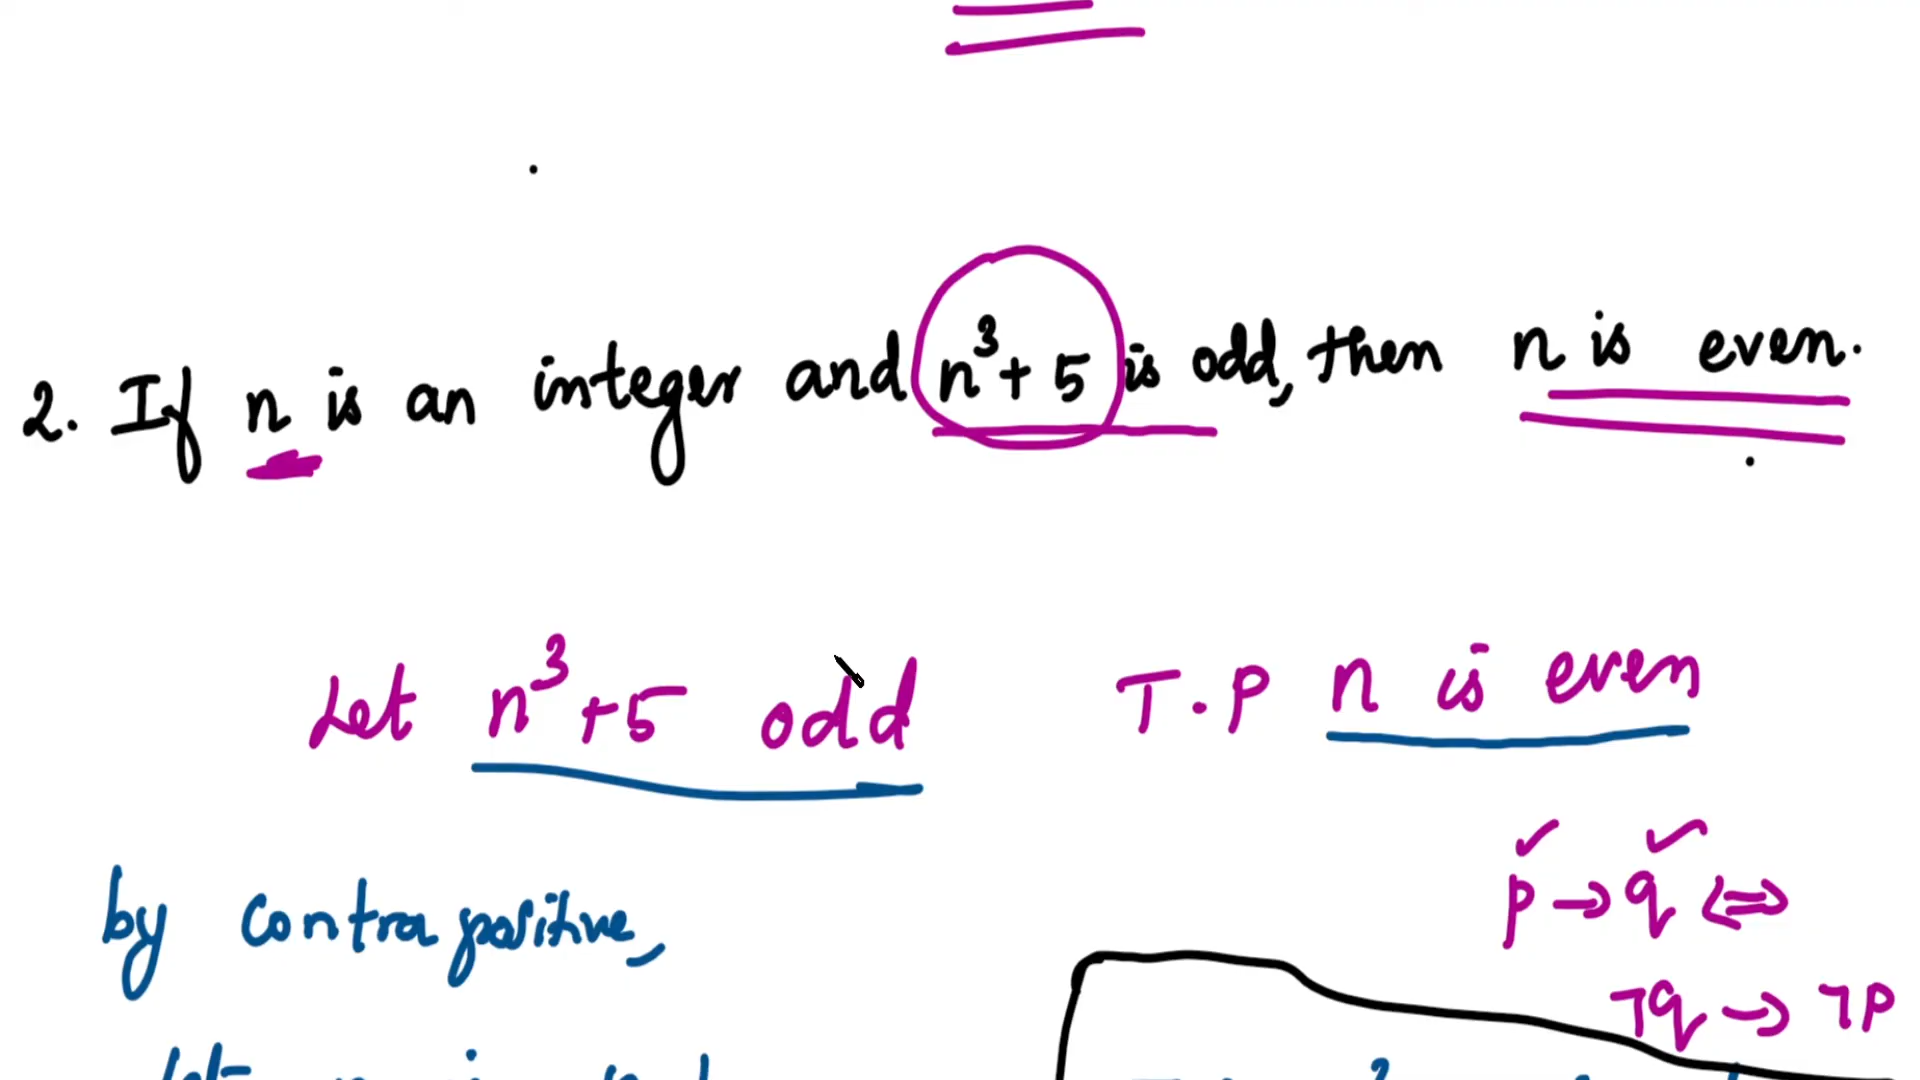 2. If n is an integer and n³+5 is odd, then n is even.
Let n³+5 odd T.P n is even
p → q ⇔
by contrapositive,
¬q → ¬p